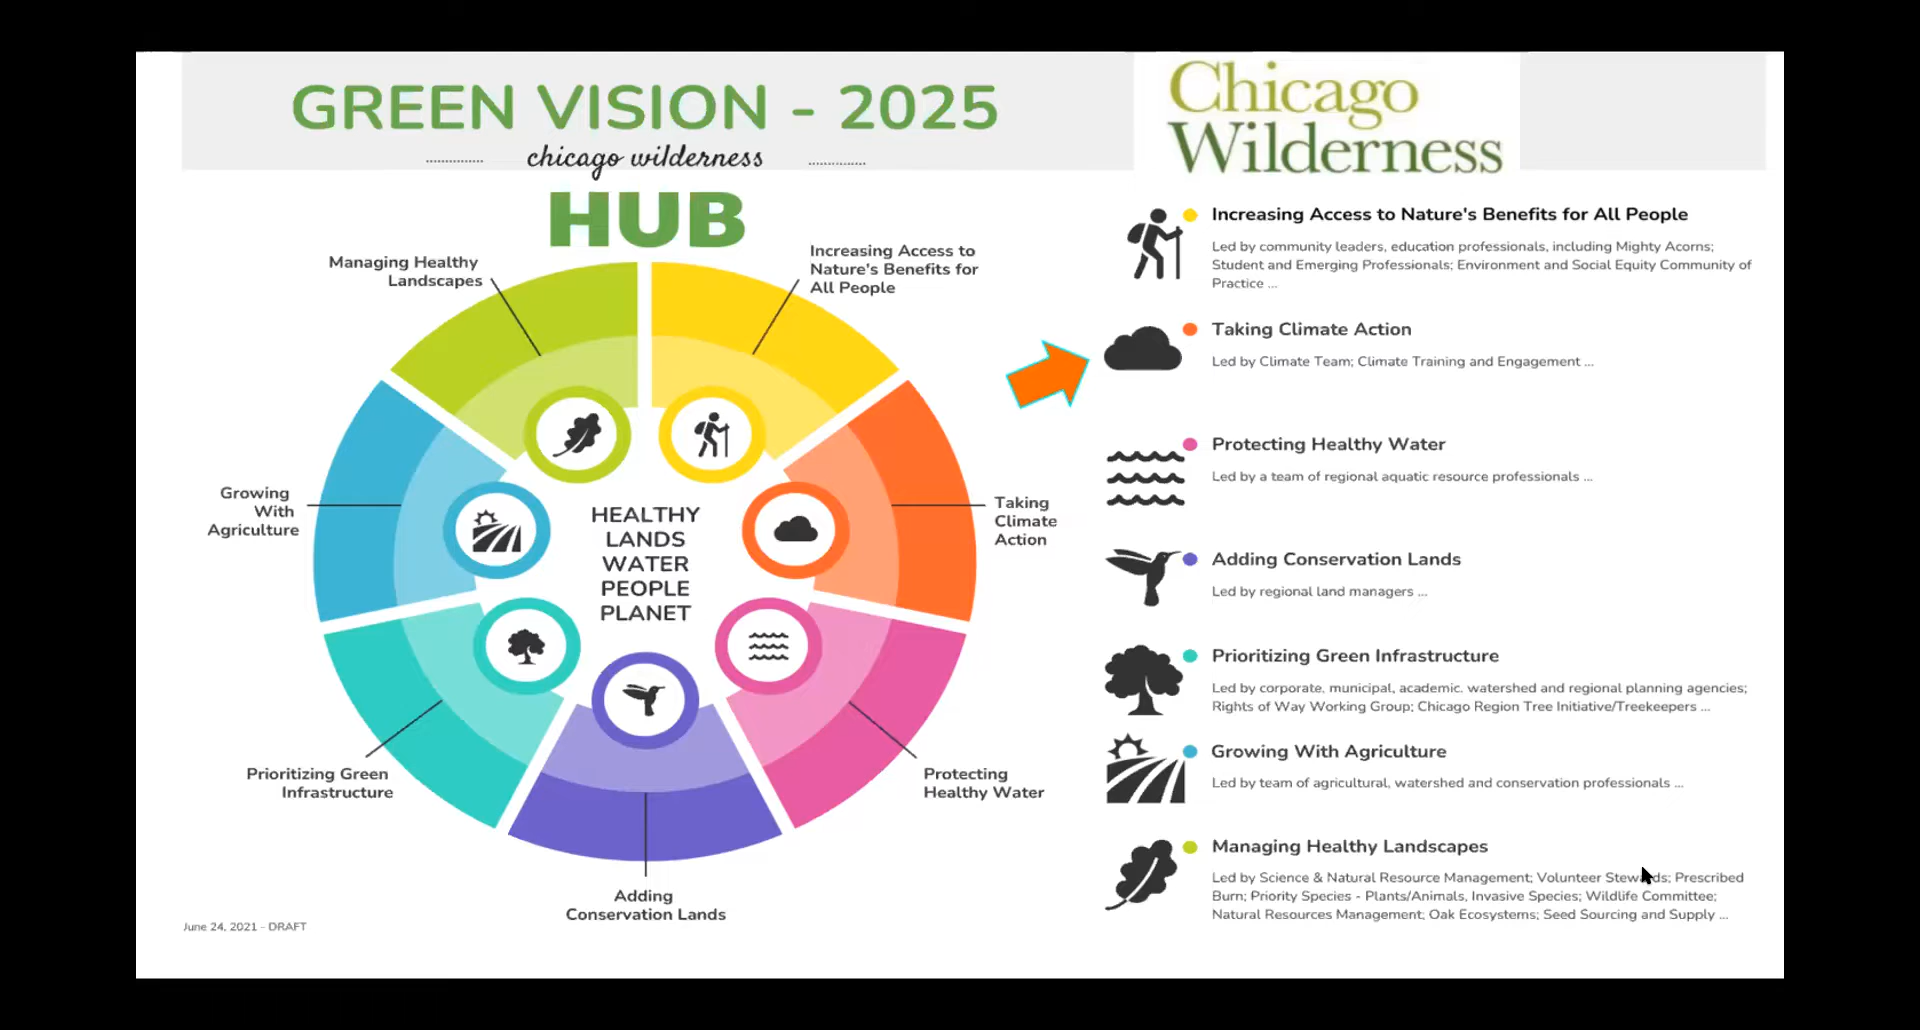 GREEN VISION - 2025
chicago wilderness
HUB
Chicago
Wilderness
Managing Healthy
Landscapes
Increasing Access to
Nature's Benefits for
All People
Growing
With
Agriculture
Taking
Climate
Action
HEALTHY
LANDS
WATER
PEOPLE
PLANET
Prioritizing Green
Infrastructure
Protecting
Healthy Water
Adding
Conservation Lands
June 24, 2021 - DRAFT
Increasing Access to Nature's Benefits for All People
Led by community leaders, education professionals, including Mighty Acorns;
Student and Emerging Professionals; Environment and Social Equity Community of
Practice ...
Taking Climate Action
Led by Climate Team; Climate Training and Engagement ...
Protecting Healthy Water
Led by a team of regional aquatic resource professionals ...
Adding Conservation Lands
Led by regional land managers ...
Prioritizing Green Infrastructure
Led by corporate, municipal, academic, watershed and regional planning agencies;
Rights of Way Working Group; Chicago Region Tree Initiative/Treekeepers ...
Growing With Agriculture
Led by team of agricultural, watershed and conservation professionals ...
Managing Healthy Landscapes
Led by Science & Natural Resource Management; Volunteer Stewards; Prescribed
Burn; Priority Species - Plants/Animals, Invasive Species; Wildlife Committee;
Natural Resources Management; Oak Ecosystems; Seed Sourcing and Supply ...